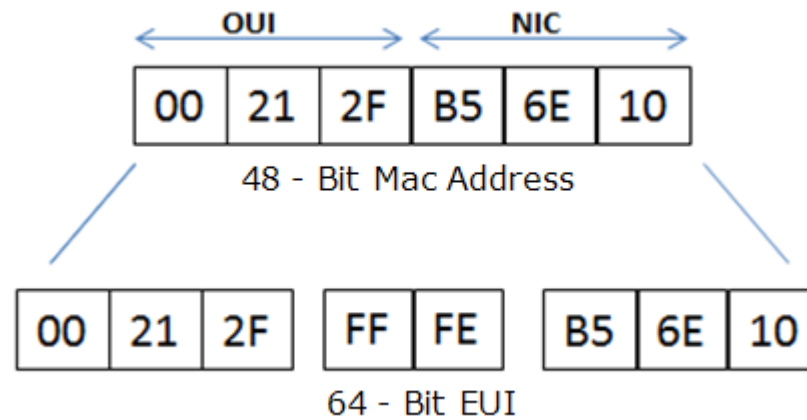 OUI NIC
00 21 2F B5 6E 10
48 - Bit Mac Address
00 21 2F FF FE B5 6E 10
64 - Bit EUI